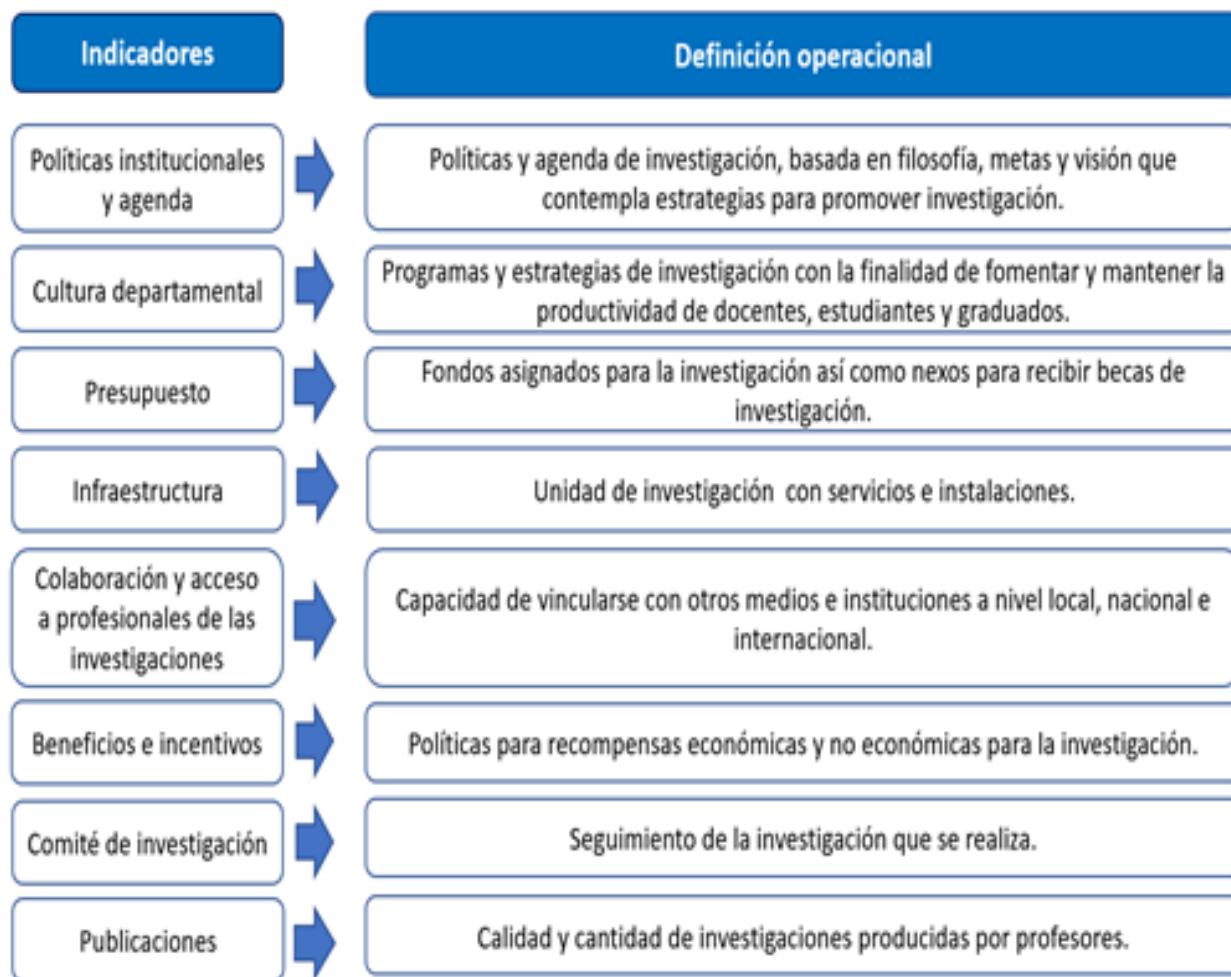 Indicadores
Definición operacional
Políticas institucionales
y agenda
Políticas y agenda de investigación, basada en filosofía, metas y visión que
contempla estrategias para promover investigación.
Cultura departamental
Programas y estrategias de investigación con la finalidad de fomentar y mantener la
productividad de docentes, estudiantes y graduados.
Presupuesto
Fondos asignados para la investigación así como nexos para recibir becas de
investigación.
Infraestructura
Unidad de investigación con servicios e instalaciones.
Colaboración y acceso
a profesionales de las
investigaciones
Capacidad de vincularse con otros medios e instituciones a nivel local, nacional e
internacional.
Beneficios e incentivos
Políticas para recompensas económicas y no económicas para la investigación.
Comité de investigación
Seguimiento de la investigación que se realiza.
Publicaciones
Calidad y cantidad de investigaciones producidas por profesores.